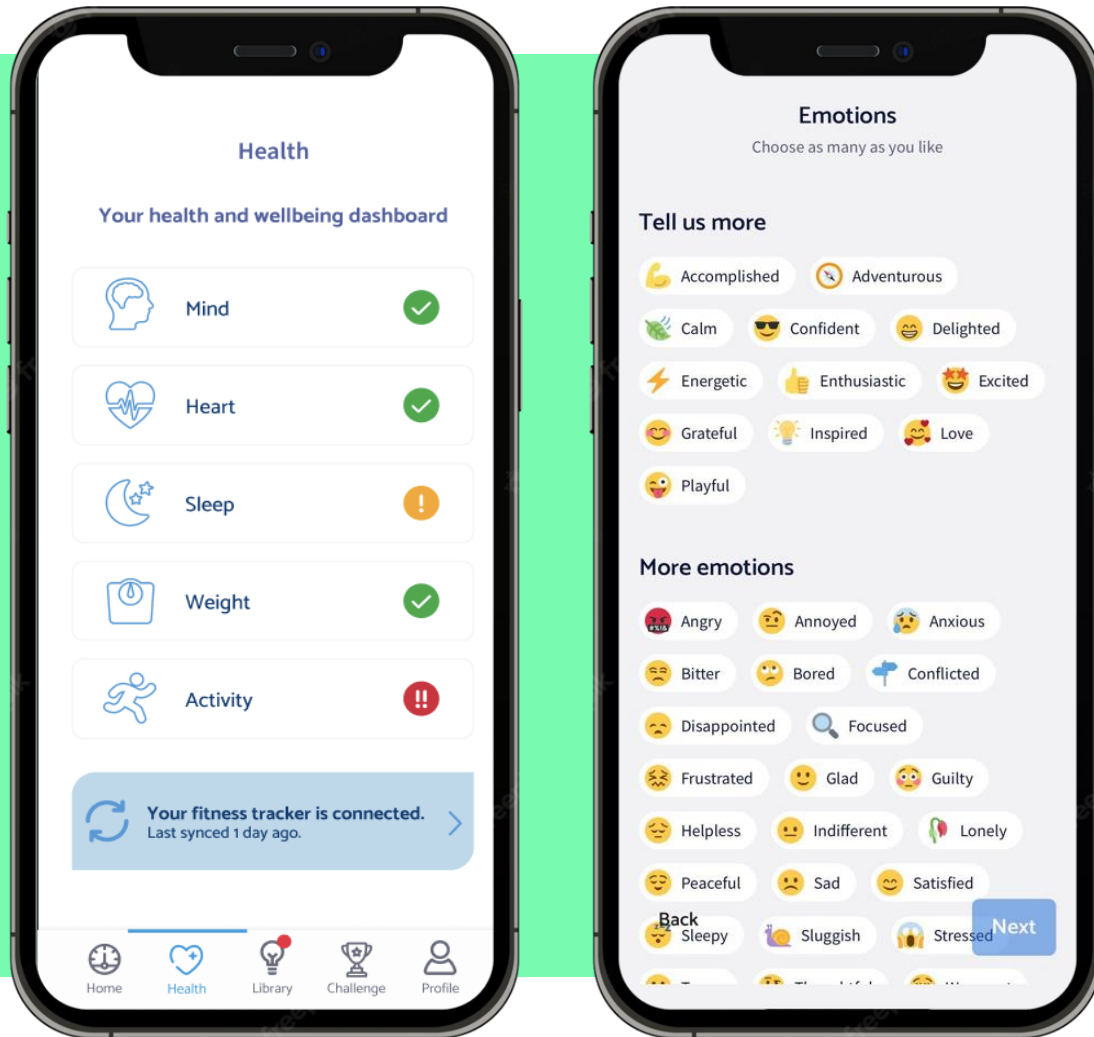 Health
Your health and wellbeing dashboard
Mind
Heart
Sleep
Weight
Activity
Your fitness tracker is connected.
Last synced 1 day ago.
Home Health Library Challenge Profile
Emotions
Choose as many as you like
Tell us more
Accomplished Adventurous
Calm Confident Delighted
Energetic Enthusiastic Excited
Grateful Inspired Love
Playful
More emotions
Angry Annoyed Anxious
Bitter Bored Conflicted
Disappointed Focused
Frustrated Glad Guilty
Helpless Indifferent Lonely
Peaceful Sad Satisfied
Back Next
Sleepy Sluggish Stressed